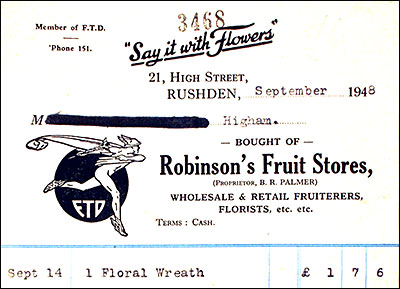 Member of F.T.D.
'Phone 151.
3468
"Say it with Flowers"
21, HIGH STREET,
RUSHDEN, September 1948
M Higham.
— BOUGHT OF —
Robinson's Fruit Stores,
(PROPRIETOR, B. R. PALMER)
WHOLESALE & RETAIL FRUITERERS,
FLORISTS, etc. etc.
TERMS : CASH.
FTD
Sept 14 1 Floral Wreath £ 1 7 6